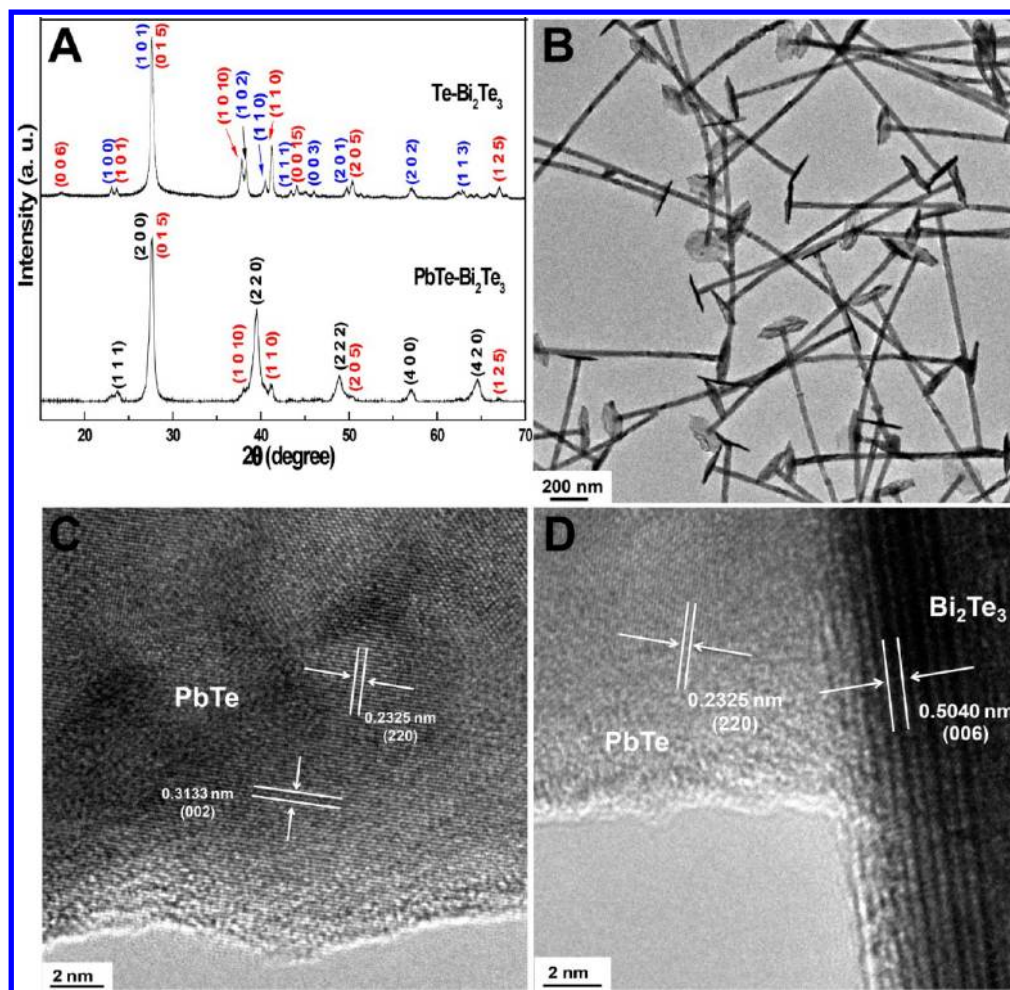 A
Intensity (a. u.)
Te-Bi₂Te₃
(0 0 6)
(1 0 0)
(1 0 1)
(1 0 1)
(0 1 5)
(1 0 10)
(1 0 2)
(1 1 0)
(1 1 0)
(1 1 1)
(0 0 15)
(0 0 3)
(2 0 1)
(2 0 5)
(2 0 2)
(1 1 3)
(1 2 5)
PbTe-Bi₂Te₃
(1 1 1)
(2 0 0)
(0 1 5)
(1 0 10)
(2 2 0)
(1 1 0)
(2 2 2)
(2 0 5)
(4 0 0)
(4 2 0)
(1 2 5)
20 30 40 50 60 70
2θ (degree)
B
200 nm
C
PbTe
0.2325 nm
(220)
0.3133 nm
(002)
2 nm
D
Bi₂Te₃
0.2325 nm
(220)
PbTe
0.5040 nm
(006)
2 nm